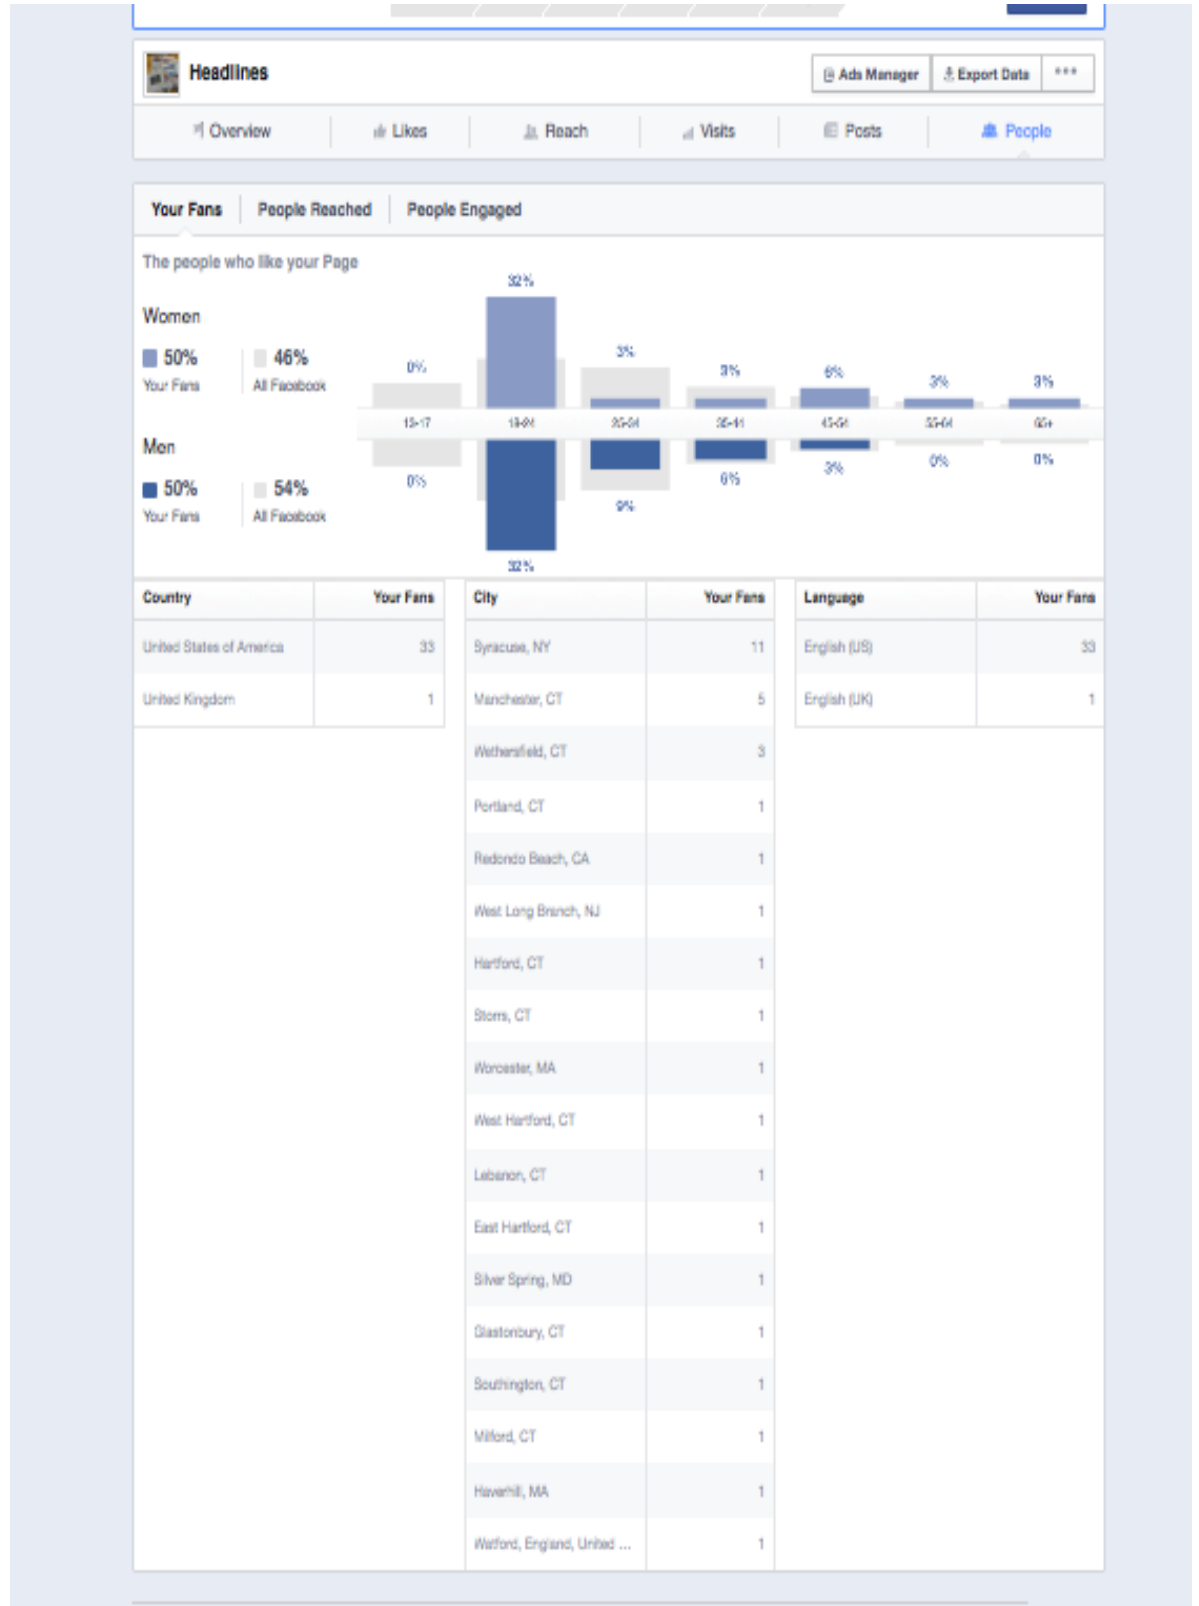 Headlines
Ads Manager Export Data ***
Overview Likes Reach Visits Posts People
Your Fans People Reached People Engaged
The people who like your Page
32%
Women
50% 46%
Your Fans All Facebook
0% 3% 3% 6% 3% 3%
13-17 18-24 25-34 35-44 45-54 55-64 65+
Men
50% 54%
Your Fans All Facebook
0% 9% 6% 3% 0% 0%
32%
Country Your Fans City Your Fans Language Your Fans
United States of America 33 Syracuse, NY 11 English (US) 33
United Kingdom 1 Manchester, CT 5 English (UK) 1
Wethersfield, CT 3
Portland, CT 1
Redondo Beach, CA 1
West Long Branch, NJ 1
Hartford, CT 1
Storrs, CT 1
Worcester, MA 1
West Hartford, CT 1
Lebanon, CT 1
East Hartford, CT 1
Silver Spring, MD 1
Glastonbury, CT 1
Southington, CT 1
Milford, CT 1
Haverhill, MA 1
Watford, England, United ... 1